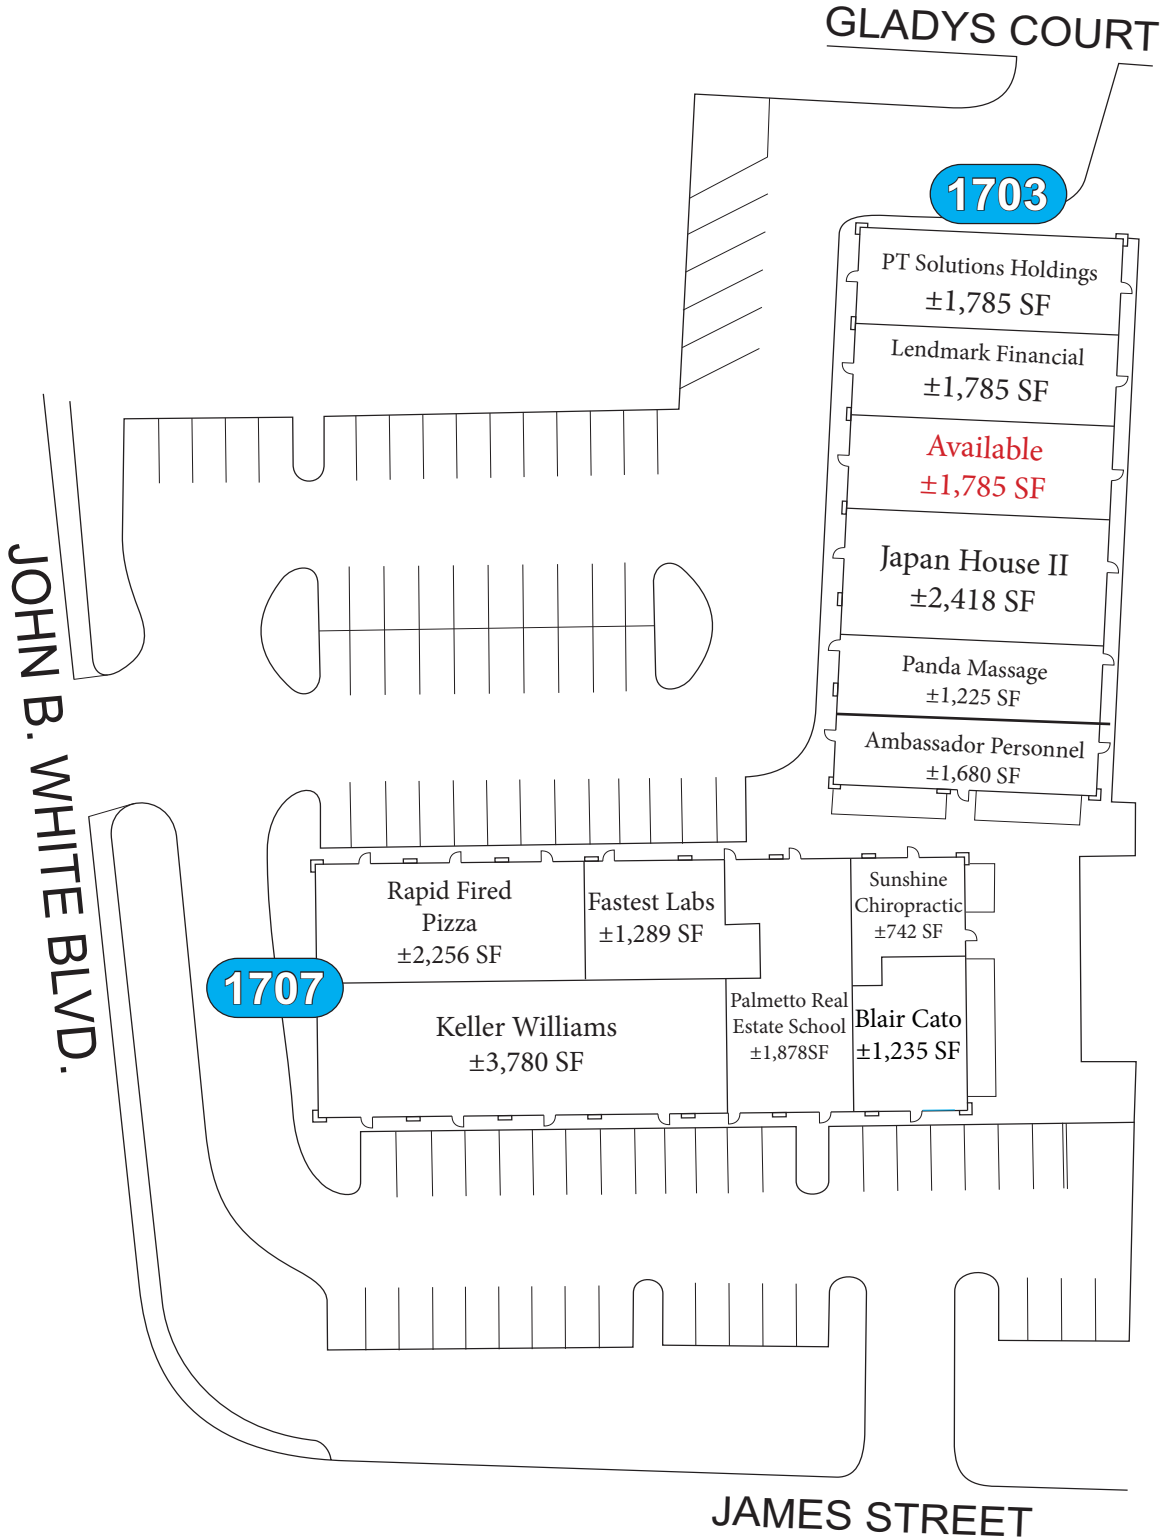 GLADYS COURT
1703
PT Solutions Holdings
±1,785 SF
Lendmark Financial
±1,785 SF
Available
±1,785 SF
Japan House II
±2,418 SF
Panda Massage
±1,225 SF
Ambassador Personnel
±1,680 SF
JOHN B. WHITE BLVD.
Rapid Fired
Pizza
±2,256 SF
Fastest Labs
±1,289 SF
Sunshine
Chiropractic
±742 SF
1707
Keller Williams
±3,780 SF
Palmetto Real
Estate School
±1,878SF
Blair Cato
±1,235 SF
JAMES STREET